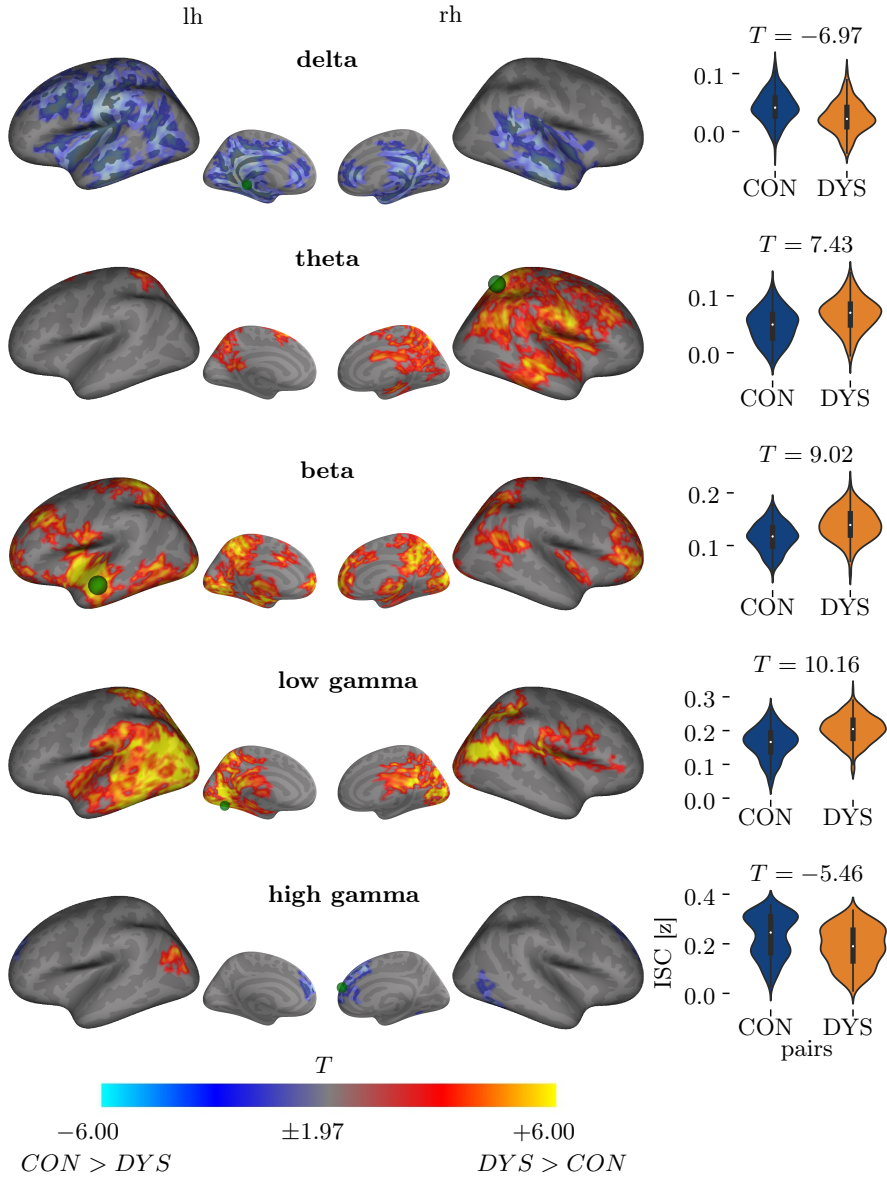 lh rh
delta
T = −6.97
0.1
0.0
CON DYS
theta
T = 7.43
0.1
0.0
CON DYS
beta
T = 9.02
0.2
0.1
CON DYS
low gamma
T = 10.16
0.3
0.2
0.1
0.0
CON DYS
high gamma
T = −5.46
ISC [z]
0.4
0.2
0.0
CON DYS
pairs
T
−6.00 ±1.97 +6.00
CON > DYS DYS > CON